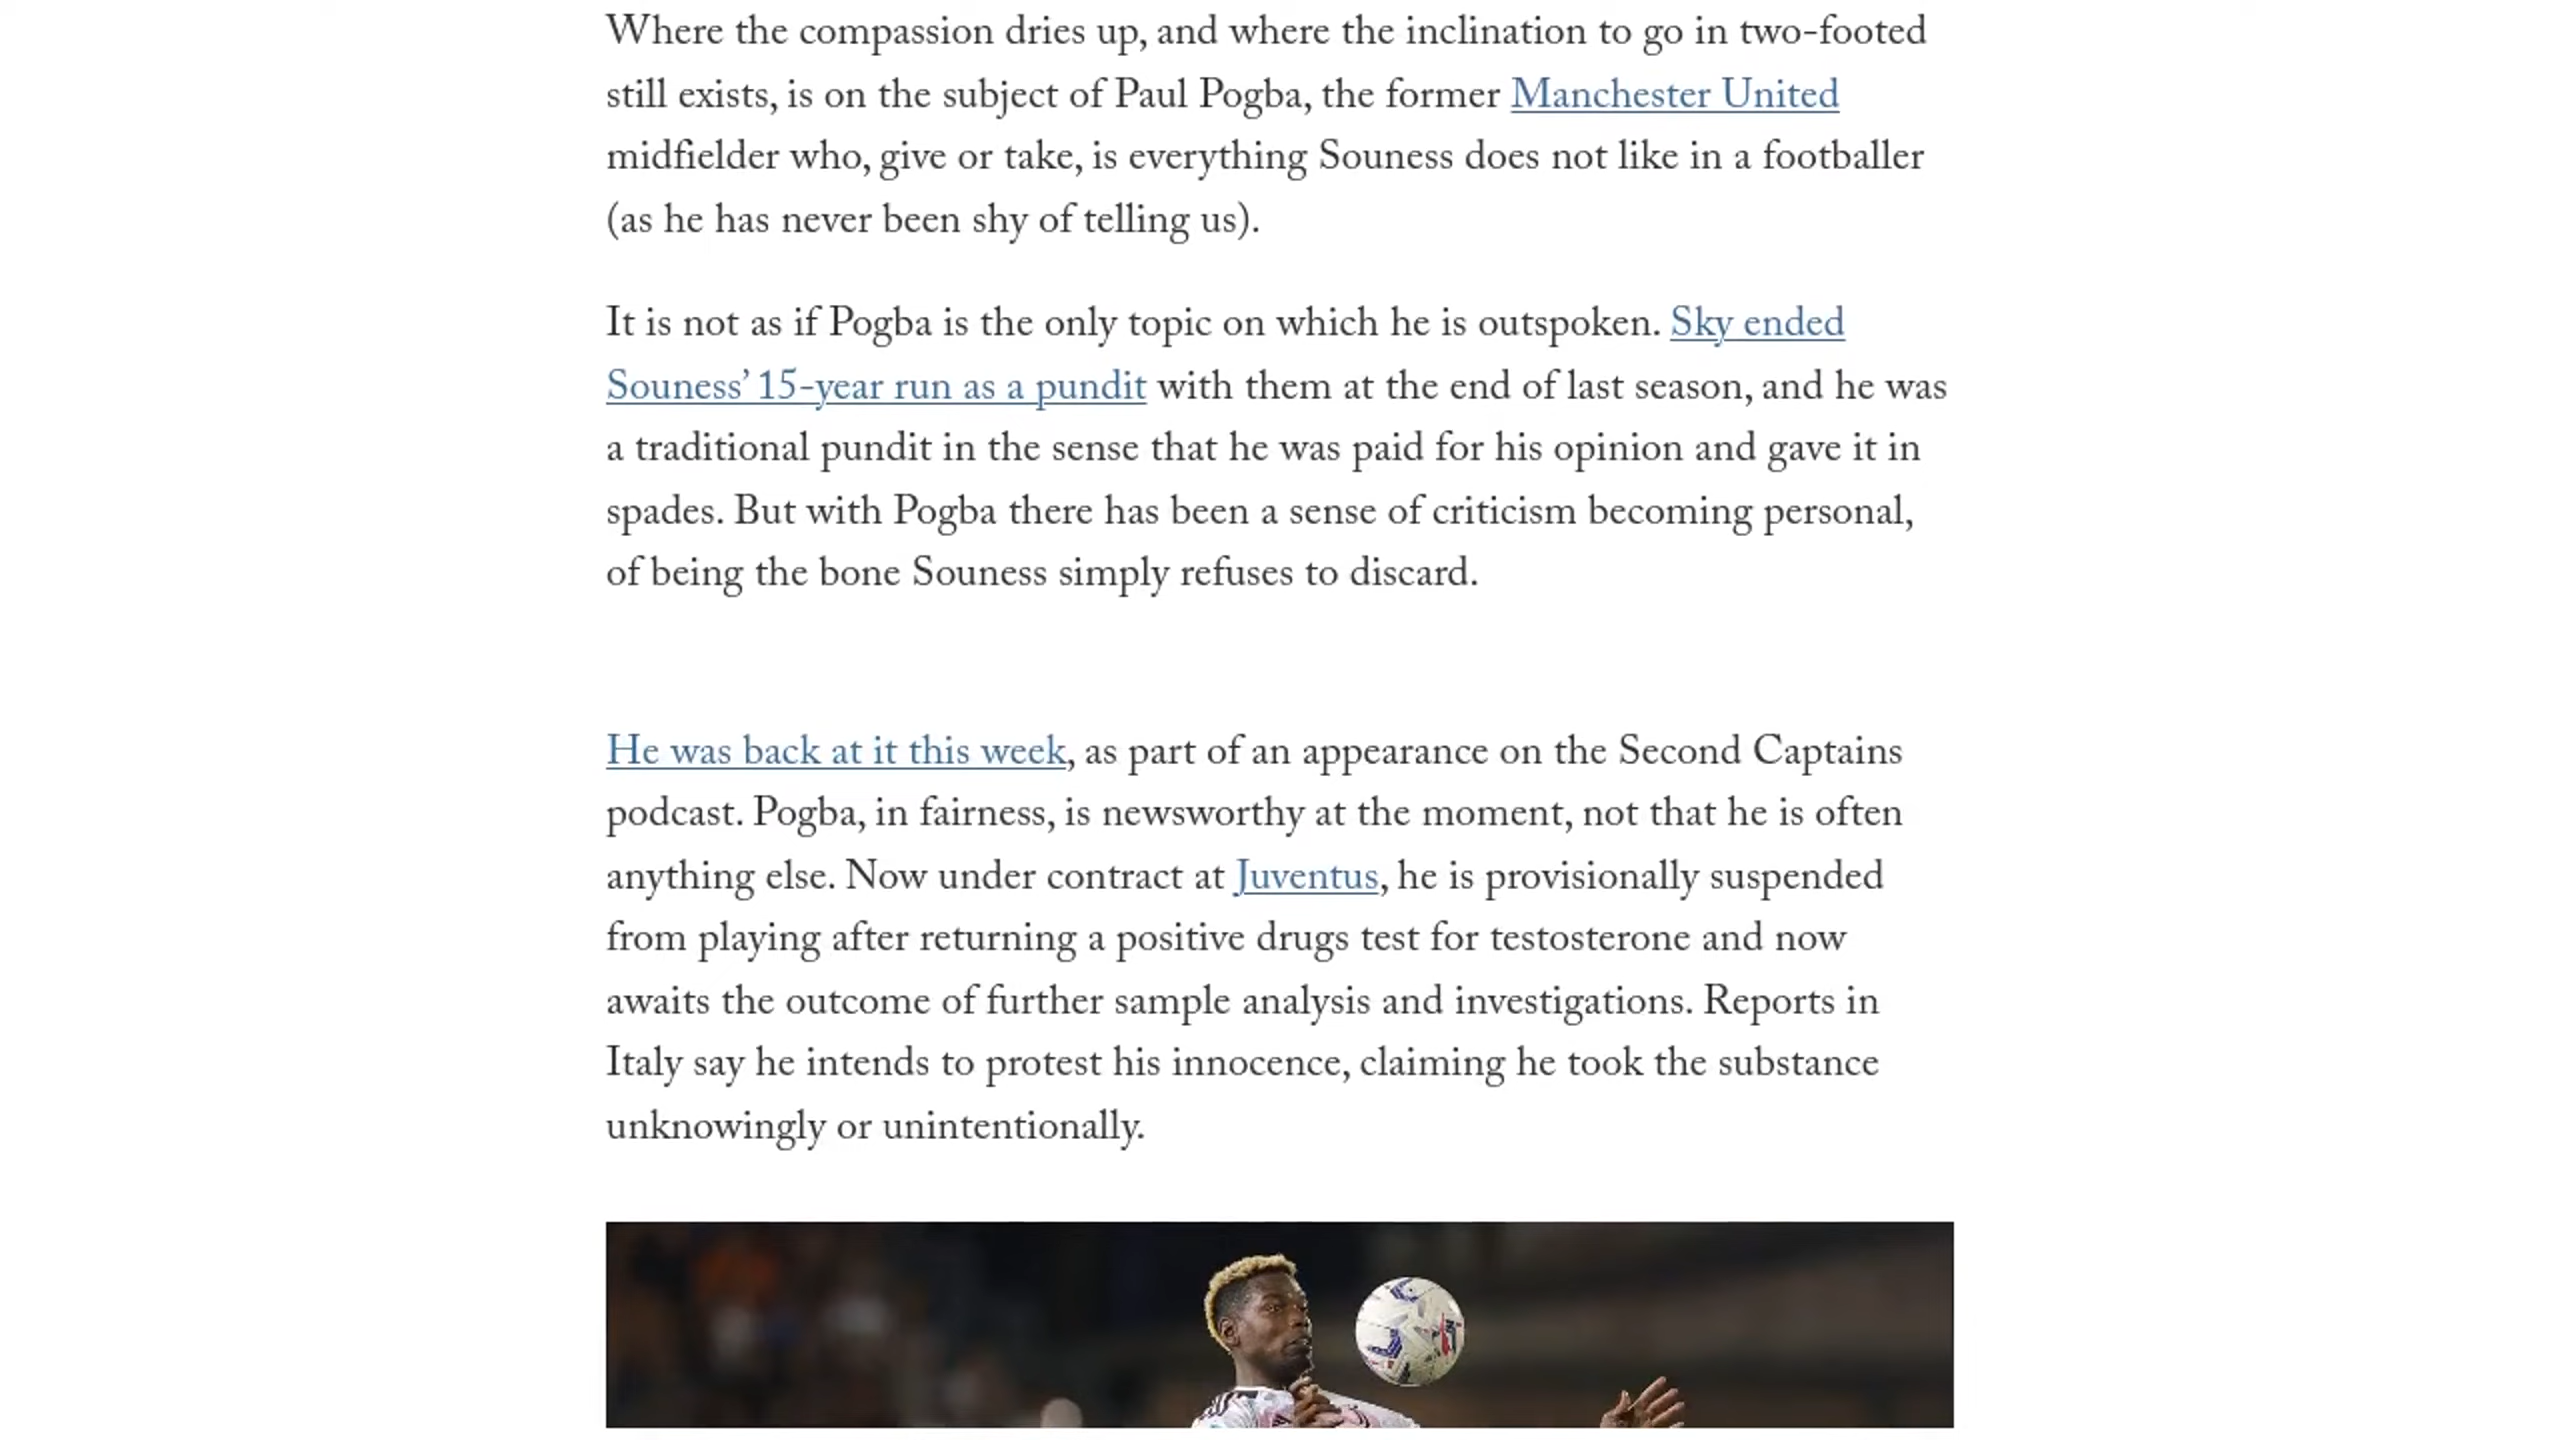 Where the compassion dries up, and where the inclination to go in two-footed
still exists, is on the subject of Paul Pogba, the former Manchester United
midfielder who, give or take, is everything Souness does not like in a footballer
(as he has never been shy of telling us).
It is not as if Pogba is the only topic on which he is outspoken. Sky ended
Souness’ 15-year run as a pundit with them at the end of last season, and he was
a traditional pundit in the sense that he was paid for his opinion and gave it in
spades. But with Pogba there has been a sense of criticism becoming personal,
of being the bone Souness simply refuses to discard.
He was back at it this week, as part of an appearance on the Second Captains
podcast. Pogba, in fairness, is newsworthy at the moment, not that he is often
anything else. Now under contract at Juventus, he is provisionally suspended
from playing after returning a positive drugs test for testosterone and now
awaits the outcome of further sample analysis and investigations. Reports in
Italy say he intends to protest his innocence, claiming he took the substance
unknowingly or unintentionally.